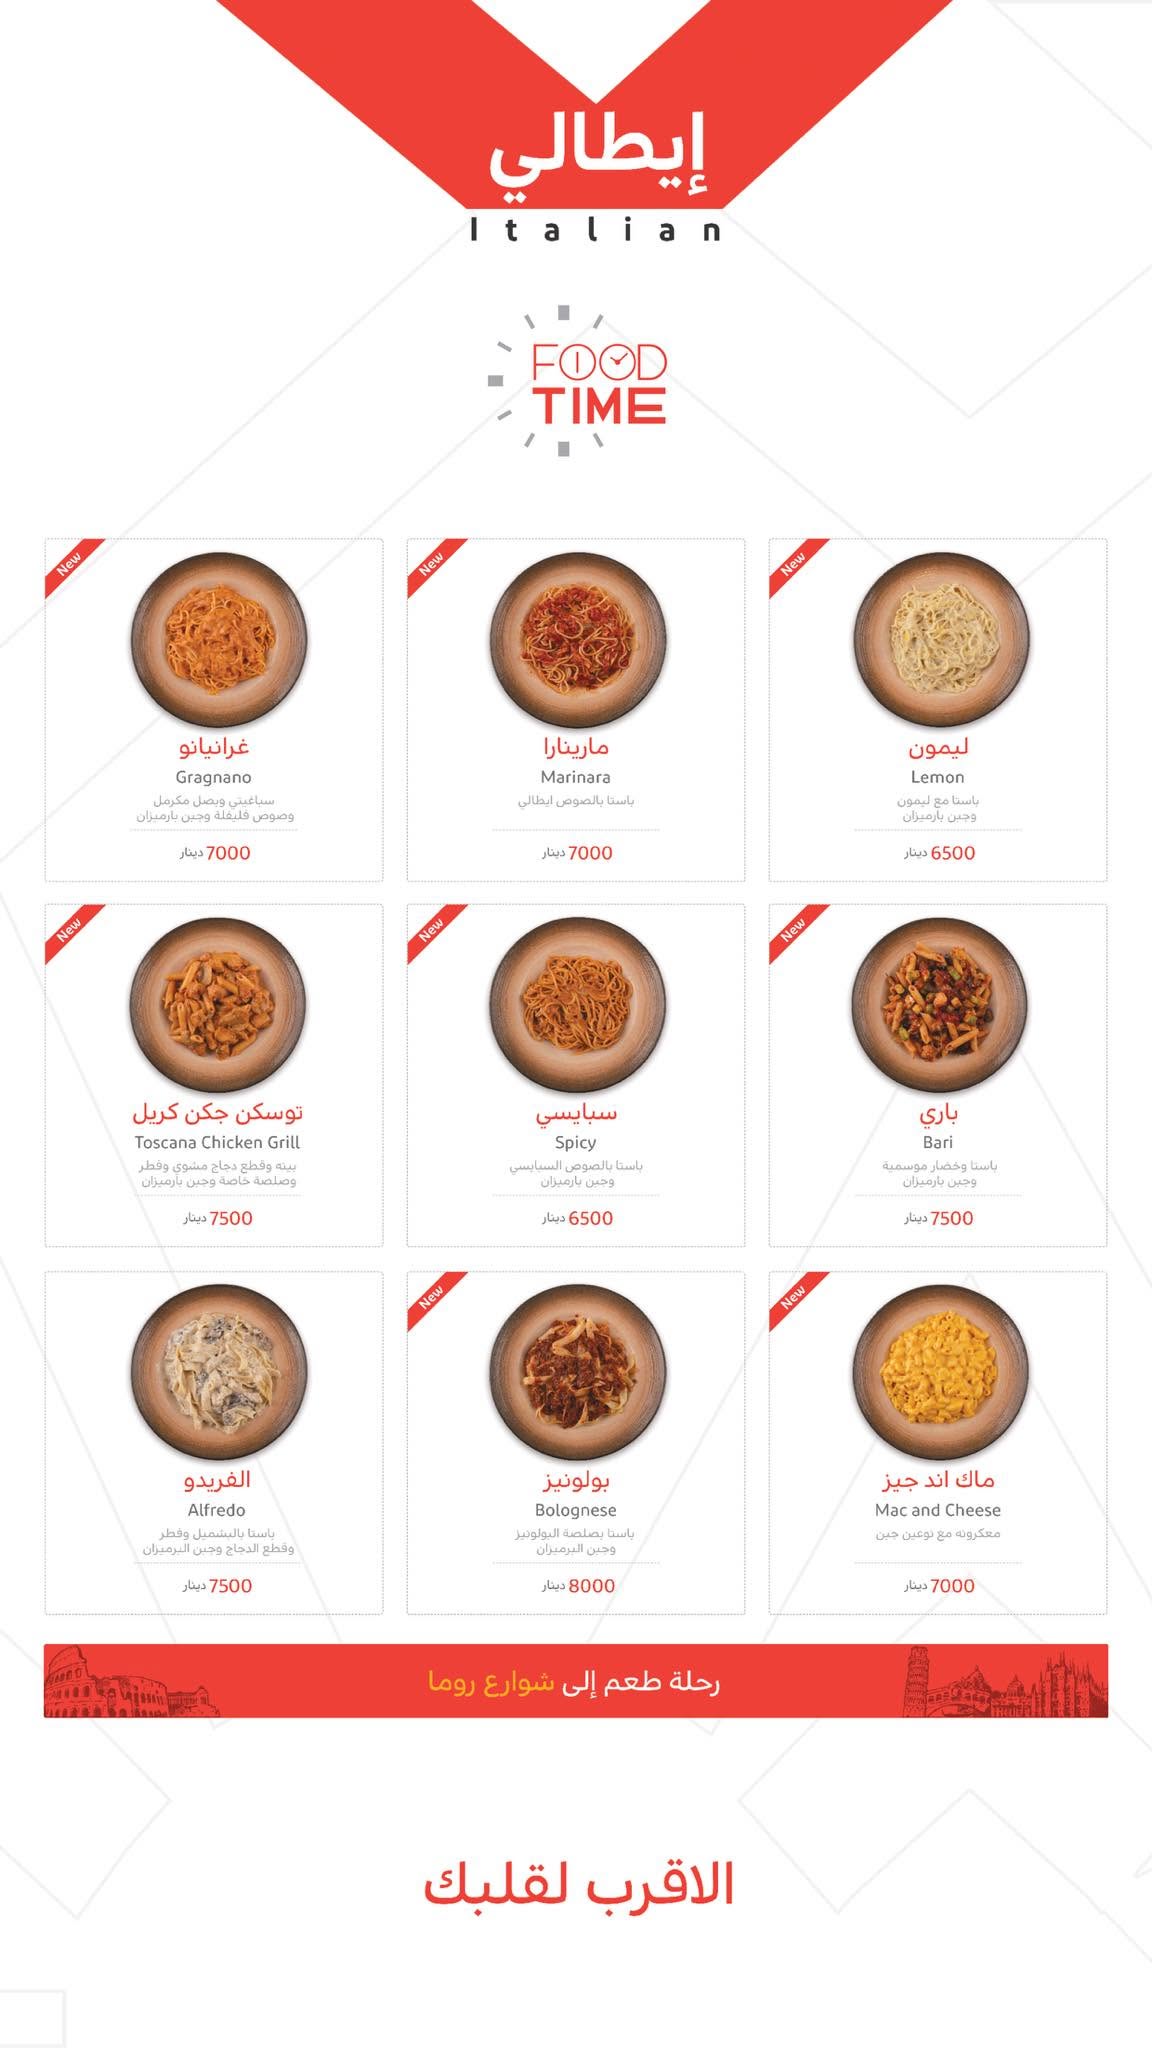 إيطالي
Italian
FOOD
TIME
New
ليمون
Lemon
باستا مع ليمون
وجبن بارميزان
6500 دينار
New
مارينارا
Marinara
باستا بالصوص ايطالي
7000 دينار
New
غرانيانو
Gragnano
سباغيتي وبصل مكرمل
وصوص فليفلة وجبن بارميزان
7000 دينار
New
باري
Bari
باستا وخضار موسمية
وجبن بارميزان
7500 دينار
New
سبايسي
Spicy
باستا بالصوص السبايسي
وجبن بارميزان
6500 دينار
New
توسكن جكن كريل
Toscana Chicken Grill
بينه وقطع دجاج مشوي وفطر
وصلصة خاصة وجبن بارميزان
7500 دينار
New
ماك اند جيز
Mac and Cheese
معكرونه مع نوعين جبن
7000 دينار
New
بولونيز
Bolognese
باستا بصلصة البولونيز
وجبن البرميزان
8000 دينار
الفريدو
Alfredo
باستا بالبشميل وفطر
وقطع الدجاج وجبن البرميزان
7500 دينار
رحلة طعم إلى شوارع روما
الاقرب لقلبك